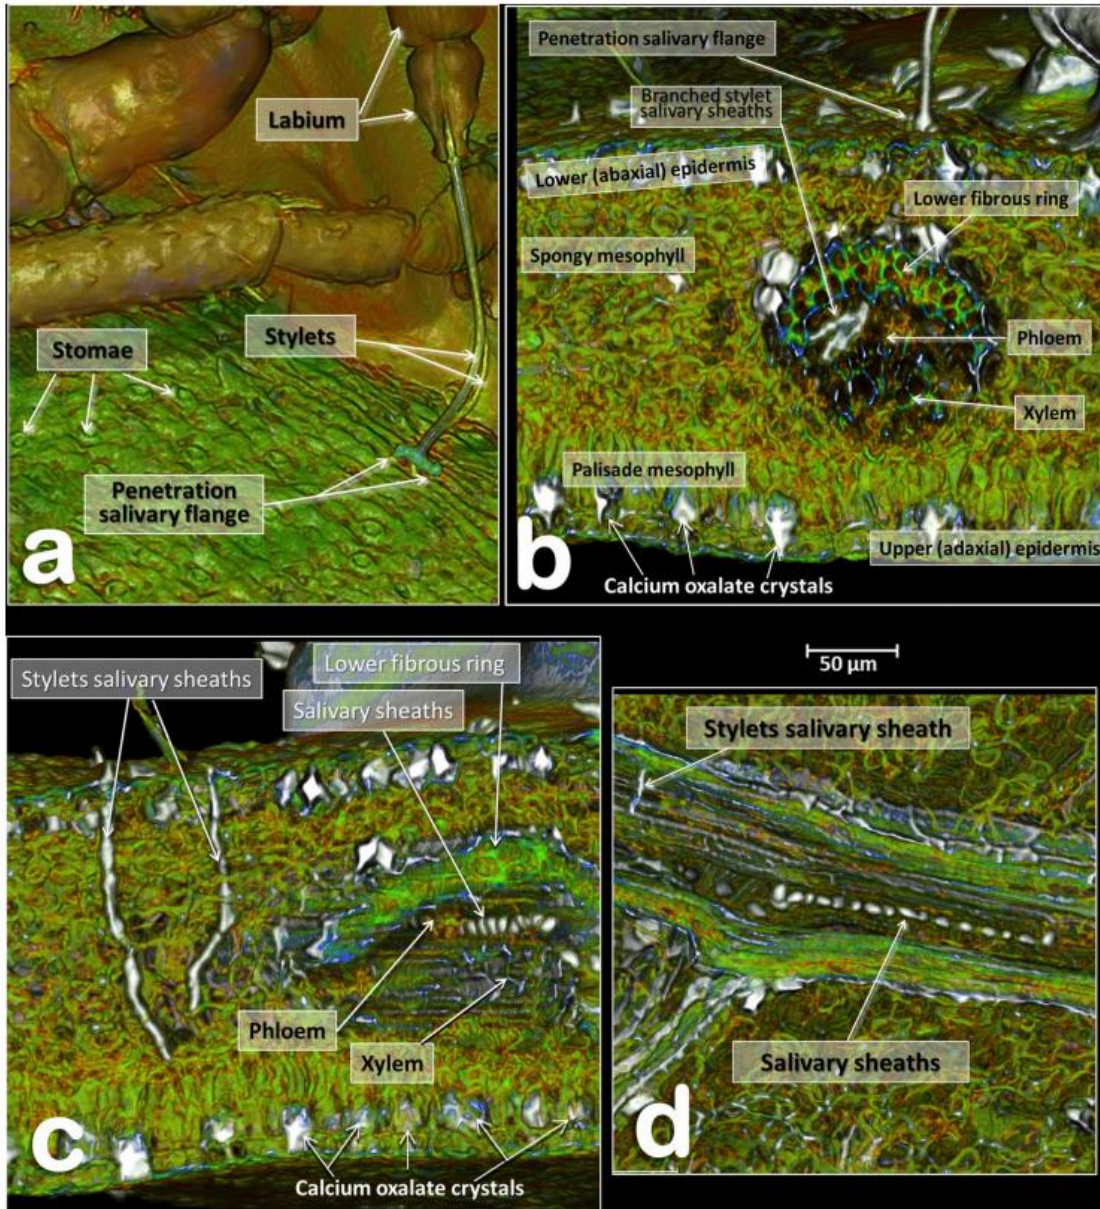 Labium
Stomae
Stylets
Penetration
salivary flange
a
Penetration salivary flange
Branched stylet
salivary sheaths
Lower (abaxial) epidermis
Lower fibrous ring
Spongy mesophyll
Phloem
Xylem
Palisade mesophyll
Upper (adaxial) epidermis
Calcium oxalate crystals
b
Stylets salivary sheaths
Lower fibrous ring
Salivary sheaths
Phloem
Xylem
Calcium oxalate crystals
c
50 µm
Stylets salivary sheath
Salivary sheaths
d